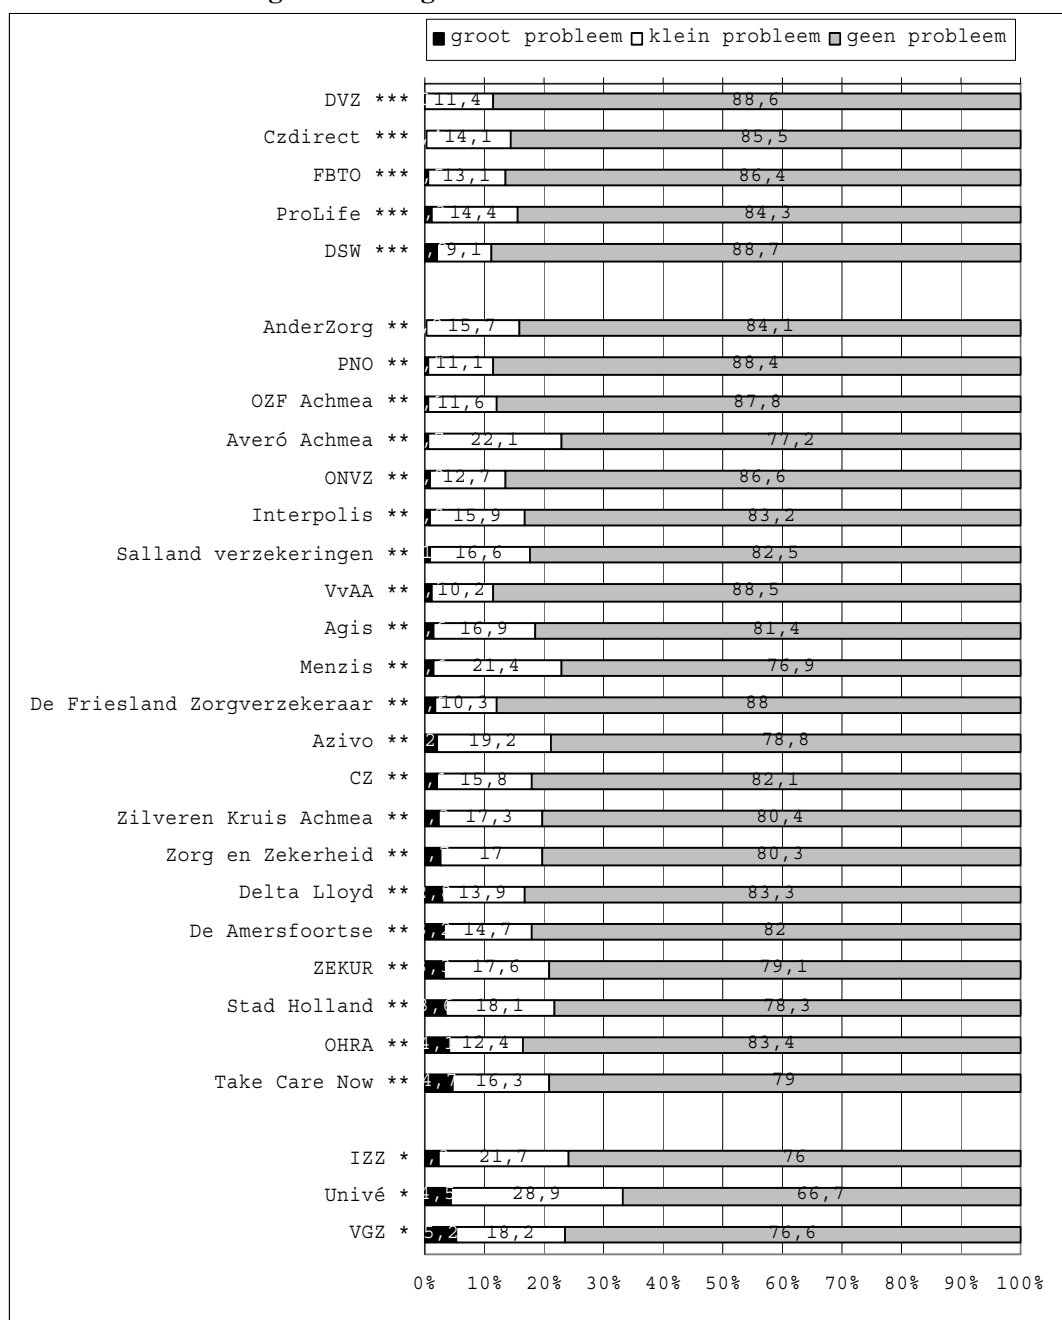 groot probleem klein probleem geen probleem
DVZ *** 11,4 88,6
Czdirect *** 14,1 85,5
FBTO *** 13,1 86,4
ProLife *** 14,4 84,3
DSW *** 9,1 88,7
AnderZorg ** 15,7 84,1
PNO ** 11,1 88,4
OZF Achmea ** 11,6 87,8
Averó Achmea ** 22,1 77,2
ONVZ ** 12,7 86,6
Interpolis ** 15,9 83,2
Salland verzekeringen ** 1 16,6 82,5
VvAA ** 10,2 88,5
Agis ** 16,9 81,4
Menzis ** 21,4 76,9
De Friesland Zorgverzekeraar ** 10,3 88
Azivo ** 2 19,2 78,8
CZ ** 15,8 82,1
Zilveren Kruis Achmea ** 17,3 80,4
Zorg en Zekerheid ** 17 80,3
Delta Lloyd ** 13,9 83,3
De Amersfoortse ** 14,7 82
ZEKUR ** 17,6 79,1
Stad Holland ** 3,6 18,1 78,3
OHRA ** 4,1 12,4 83,4
Take Care Now ** 4,7 16,3 79
IZZ * 21,7 76
Univé * 4,5 28,9 66,7
VGZ * 5,2 18,2 76,6
0% 10% 20% 30% 40% 50% 60% 70% 80% 90% 100%